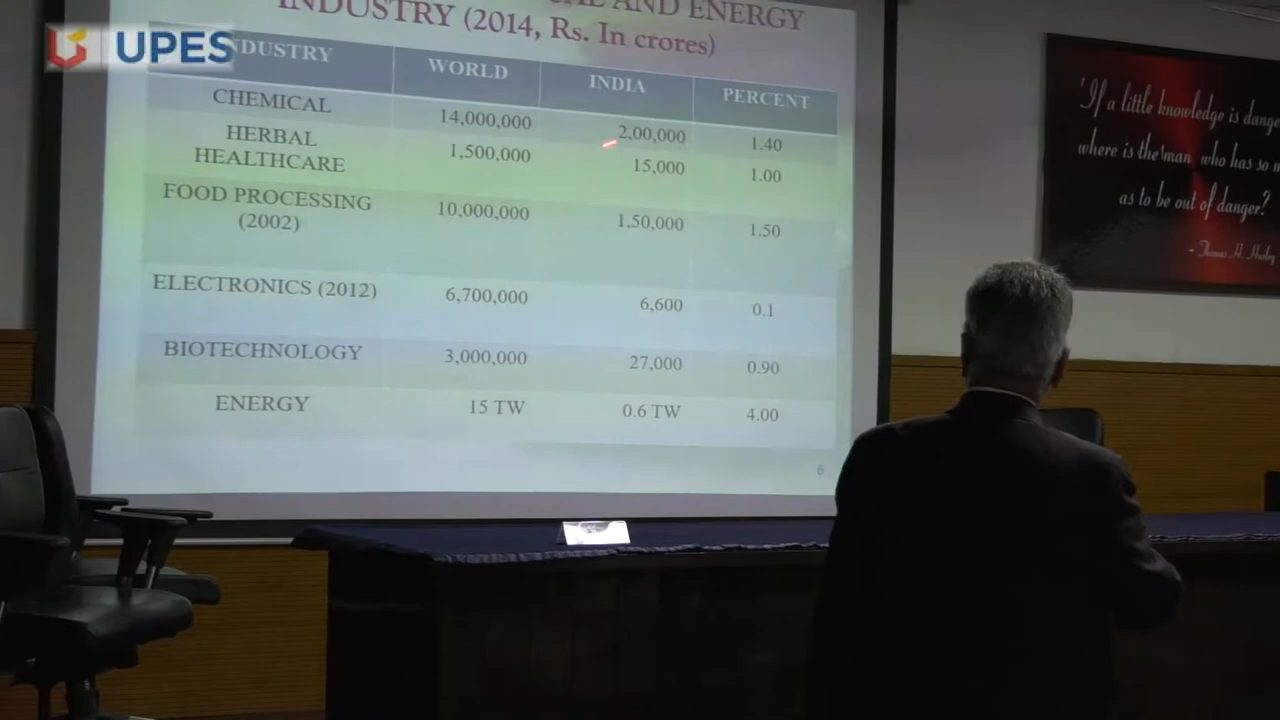 UPES
AND ENERGY
INDUSTRY (2014, Rs. In crores)
NDUSTRY WORLD INDIA PERCENT
CHEMICAL 14,000,000 2,00,000 1.40
HERBAL
HEALTHCARE 1,500,000 15,000 1.00
FOOD PROCESSING
(2002) 10,000,000 1,50,000 1.50
ELECTRONICS (2012) 6,700,000 6,600 0.1
BIOTECHNOLOGY 3,000,000 27,000 0.90
ENERGY 15 TW 0.6 TW 4.00
6
'If a little knowledge is dange
where is the man who has so m
as to be out of danger?
- Thomas H. Huxley